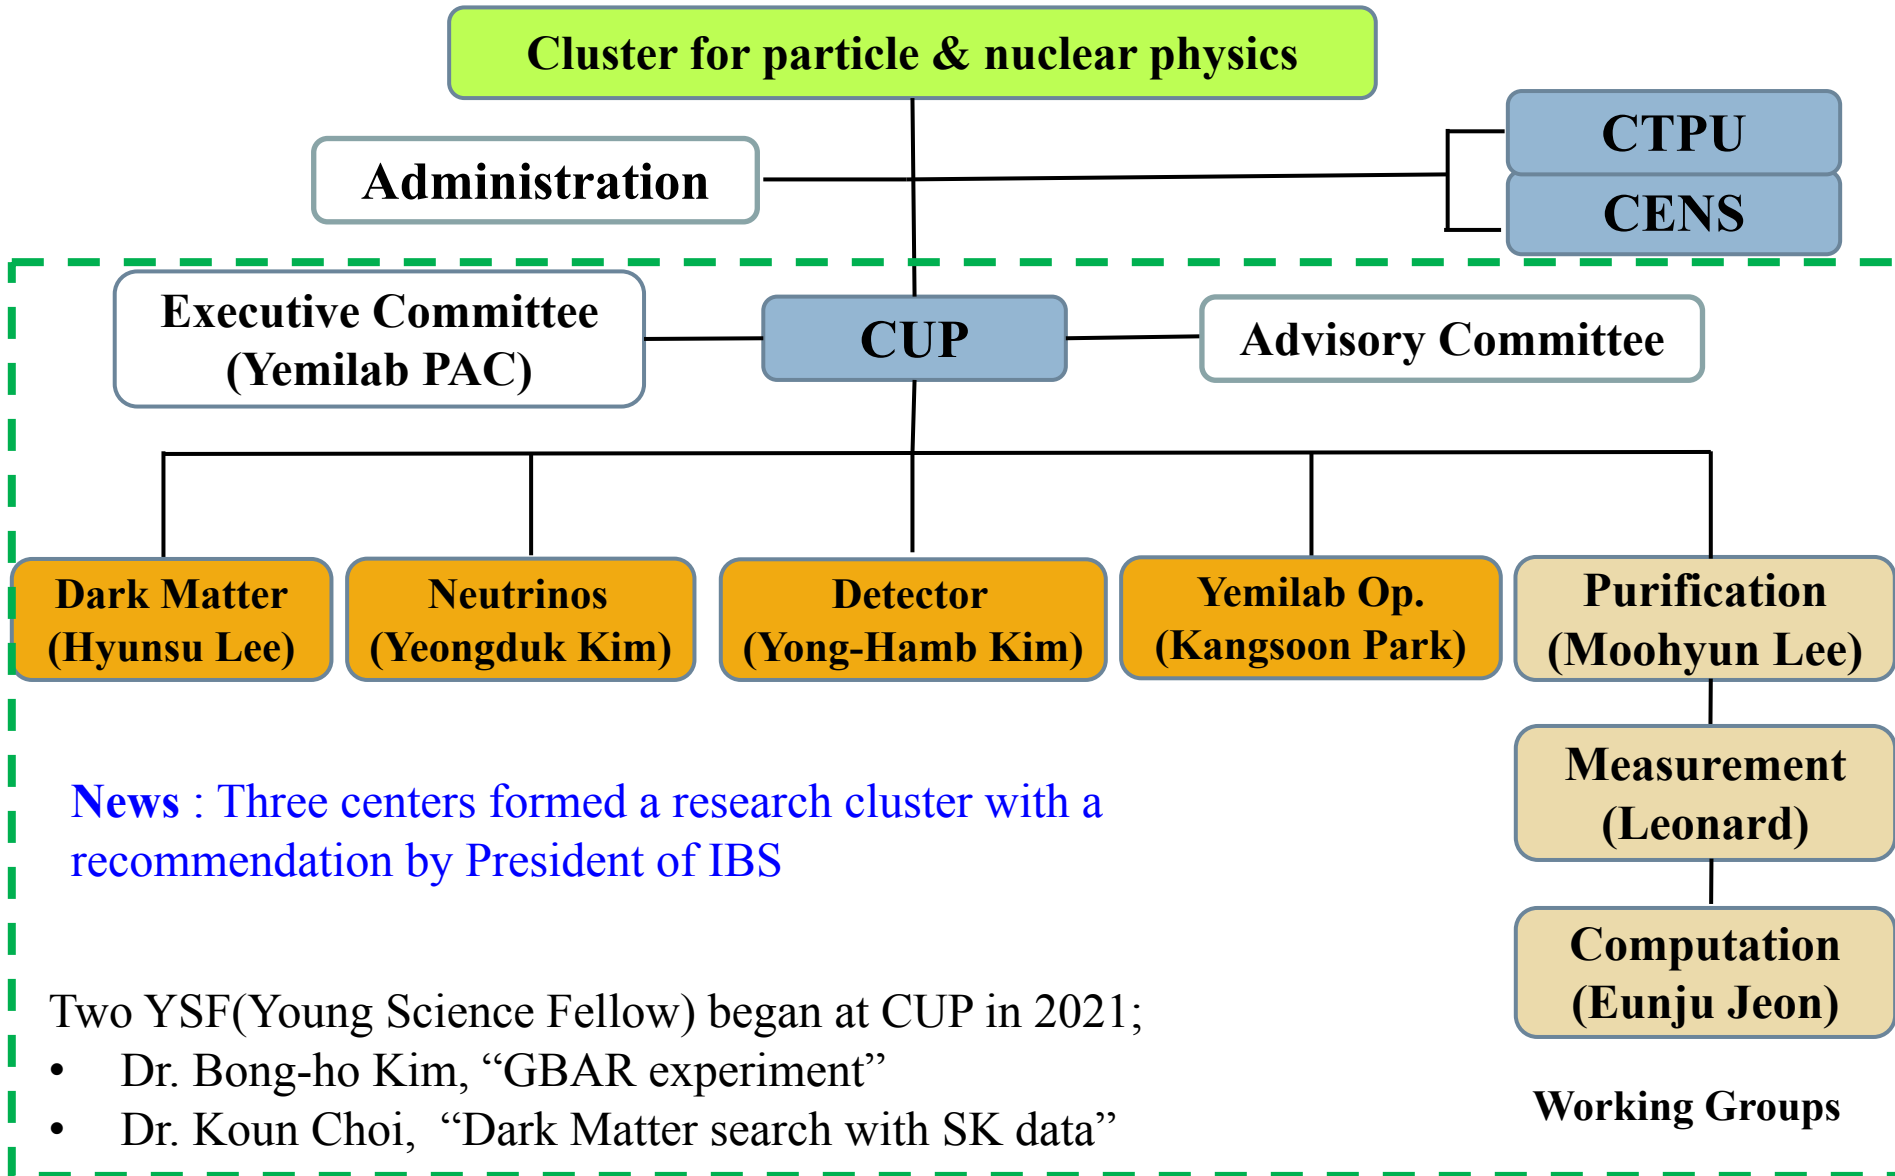 Cluster for particle & nuclear physics
Administration
CTPU
CENS
Executive Committee
(Yemilab PAC)
CUP
Advisory Committee
Dark Matter
(Hyunsu Lee)
Neutrinos
(Yeongduk Kim)
Detector
(Yong-Hamb Kim)
Yemilab Op.
(Kangsoon Park)
Purification
(Moohyun Lee)
Measurement
(Leonard)
Computation
(Eunju Jeon)
Working Groups
News : Three centers formed a research cluster with a
recommendation by President of IBS
Two YSF(Young Science Fellow) began at CUP in 2021;
• Dr. Bong-ho Kim, “GBAR experiment”
• Dr. Koun Choi, “Dark Matter search with SK data”